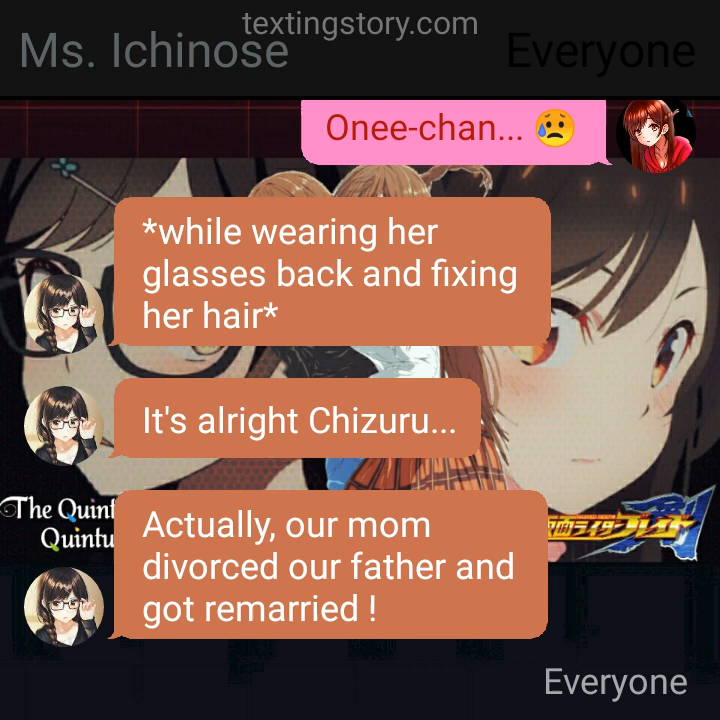 textingstory.com
Ms. Ichinose
Everyone
Onee-chan... 😥
*while wearing her
glasses back and fixing
her hair*
It's alright Chizuru...
The Quint
Quintu
Actually, our mom
divorced our father and
got remarried !
Everyone